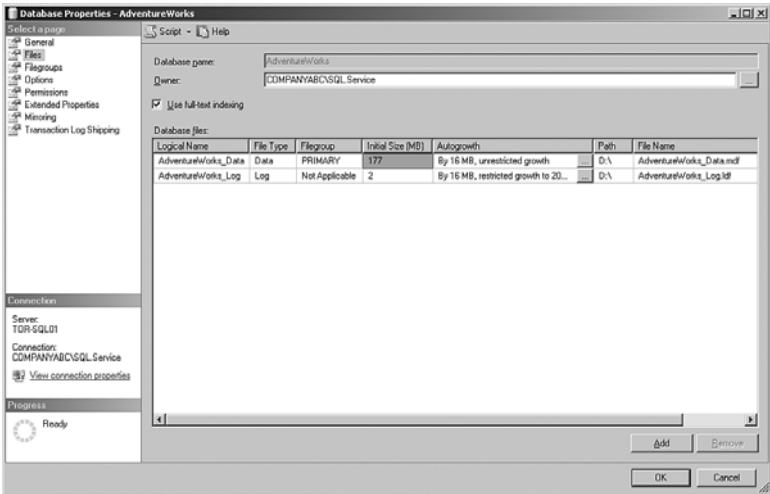 Database Properties - AdventureWorks
Select a page
General
Files
Filegroups
Options
Permissions
Extended Properties
Mirroring
Transaction Log Shipping
Script Help
Database name: AdventureWorks
Owner: COMPANYABC\SQL.Service ...
Use full-text indexing
Database files:
Logical Name File Type Filegroup Initial Size (MB) Autogrowth Path File Name
AdventureWorks_Data Data PRIMARY 177 By 16 MB, unrestricted growth ... D:\ AdventureWorks_Data.mdf
AdventureWorks_Log Log Not Applicable 2 By 16 MB, restricted growth to 20... ... D:\ AdventureWorks_Log.ldf
Connection
Server:
TOR-SQL01
Connection:
COMPANYABC\SQL.Service
View connection properties
Progress
Ready
Add Remove
OK Cancel